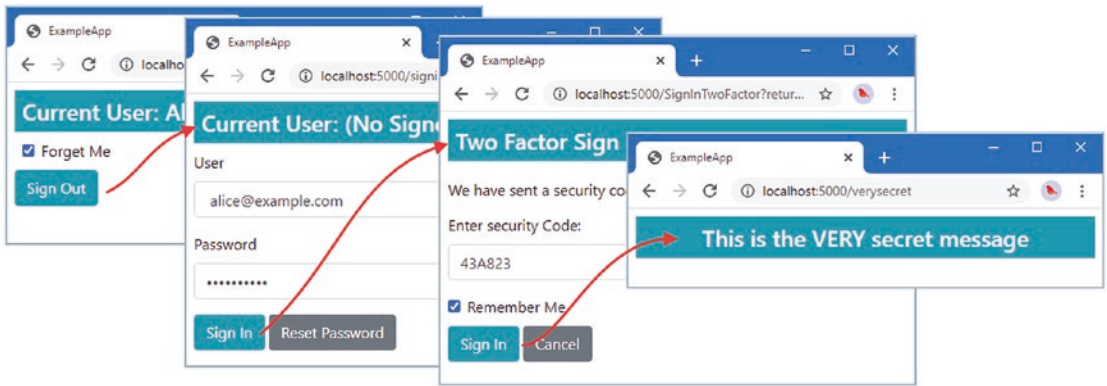 ExampleApp
localho
Current User: Al
Forget Me
Sign Out
ExampleApp
localhost:5000/signi
Current User: (No Signe
User
alice@example.com
Password
Sign In
Reset Password
ExampleApp
localhost:5000/SignInTwoFactor?retur...
Two Factor Sign
We have sent a security co
Enter security Code:
43A823
Remember Me
Sign In
Cancel
ExampleApp
localhost:5000/verysecret
This is the VERY secret message